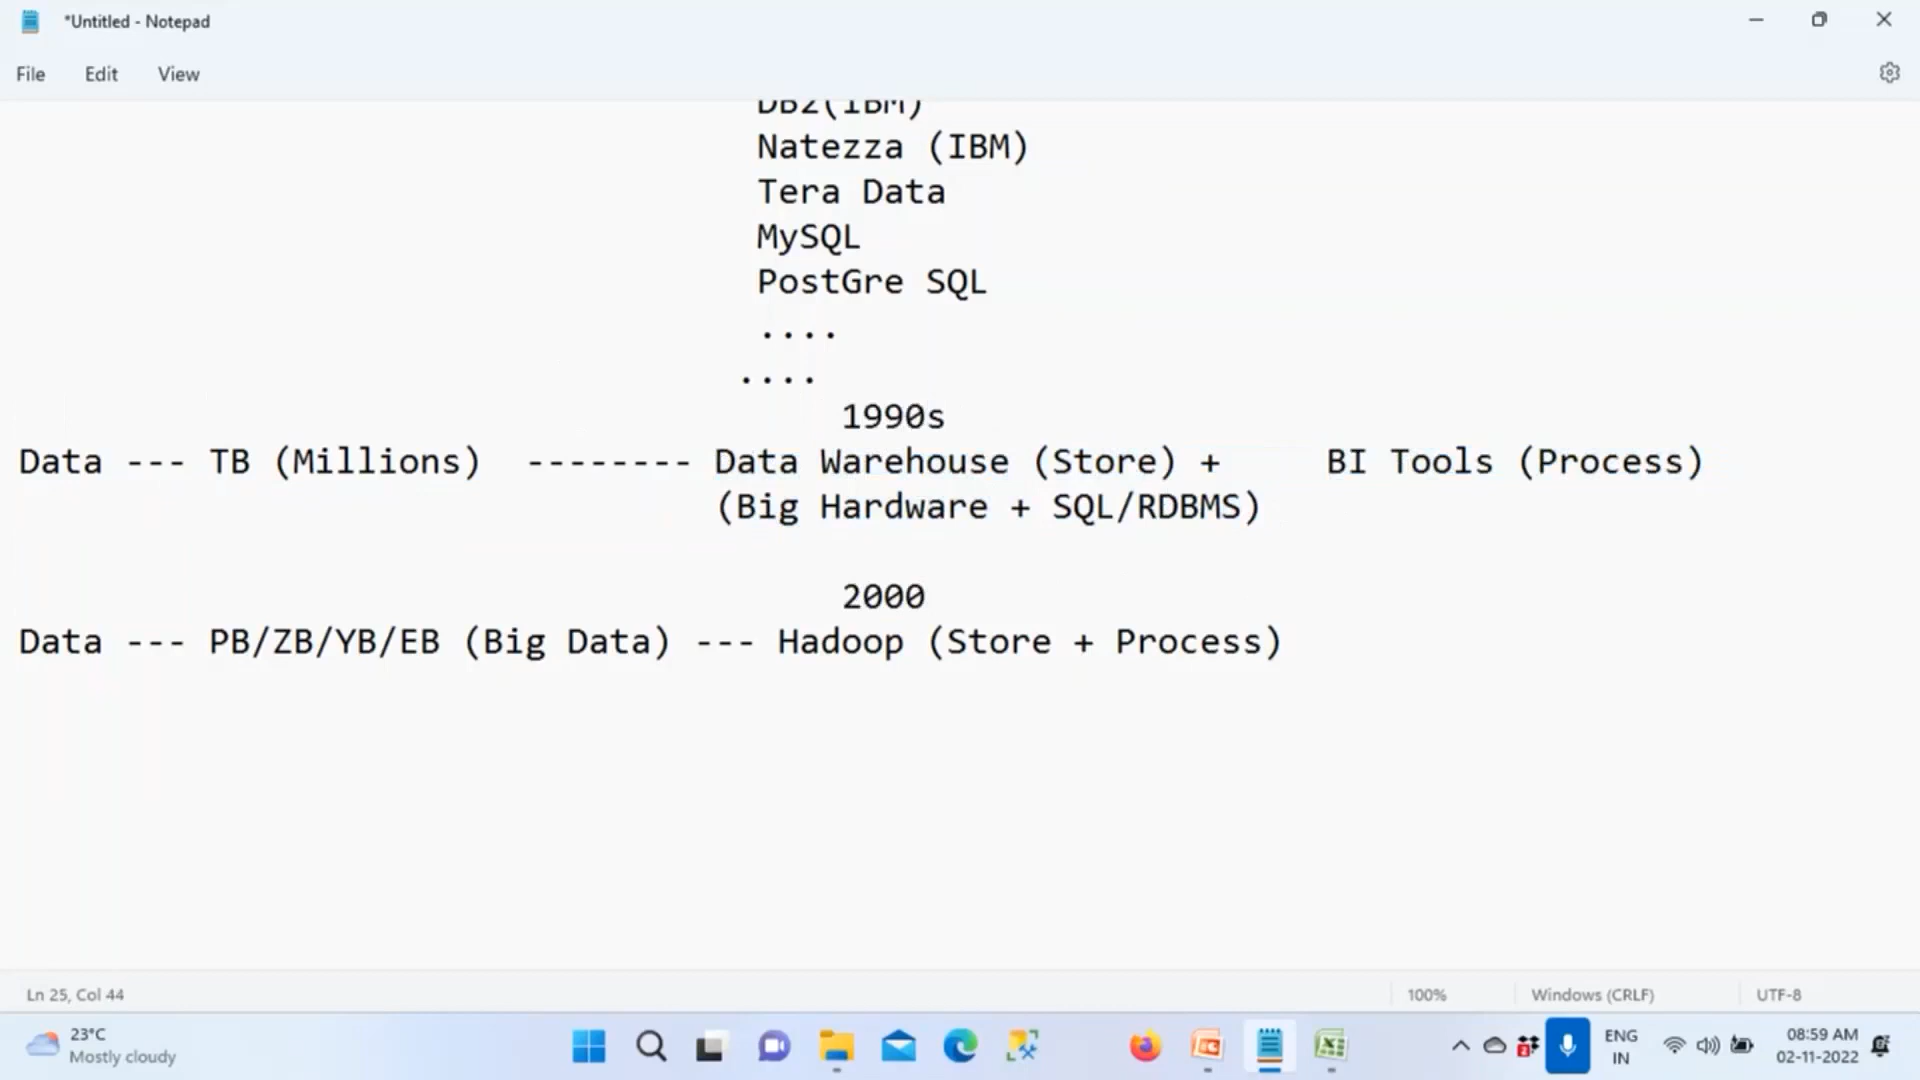 *Untitled - Notepad
File Edit View
DB2(IBM)
Natezza (IBM)
Tera Data
MySQL
PostGre SQL
....
....
1990s
Data --- TB (Millions) -------- Data Warehouse (Store) + BI Tools (Process)
(Big Hardware + SQL/RDBMS)
2000
Data --- PB/ZB/YB/EB (Big Data) --- Hadoop (Store + Process)
Ln 25, Col 44 100% Windows (CRLF) UTF-8
23°C
Mostly cloudy
ENG
IN
08:59 AM
02-11-2022